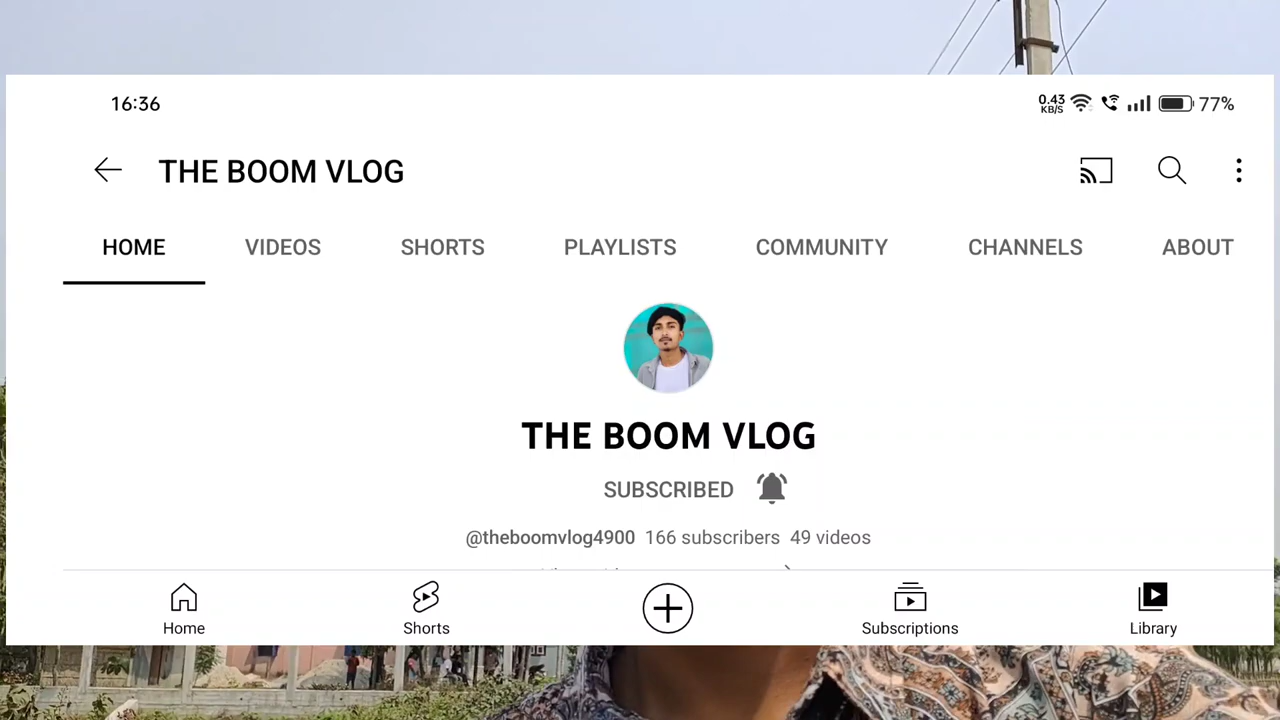 16:36
0.43
KB/S
77%
THE BOOM VLOG
HOME VIDEOS SHORTS PLAYLISTS COMMUNITY CHANNELS ABOUT
THE BOOM VLOG
SUBSCRIBED
@theboomvlog4900 166 subscribers 49 videos
Home Shorts Subscriptions Library